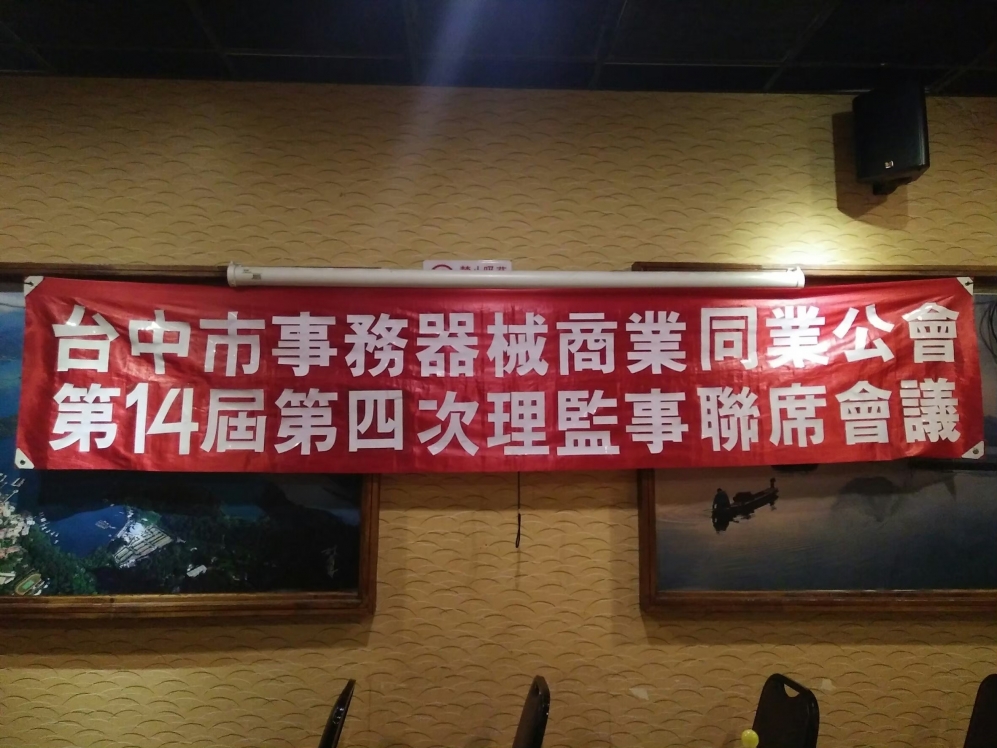 台中市事務器械商業同業公會
第14屆第四次理監事聯席會議